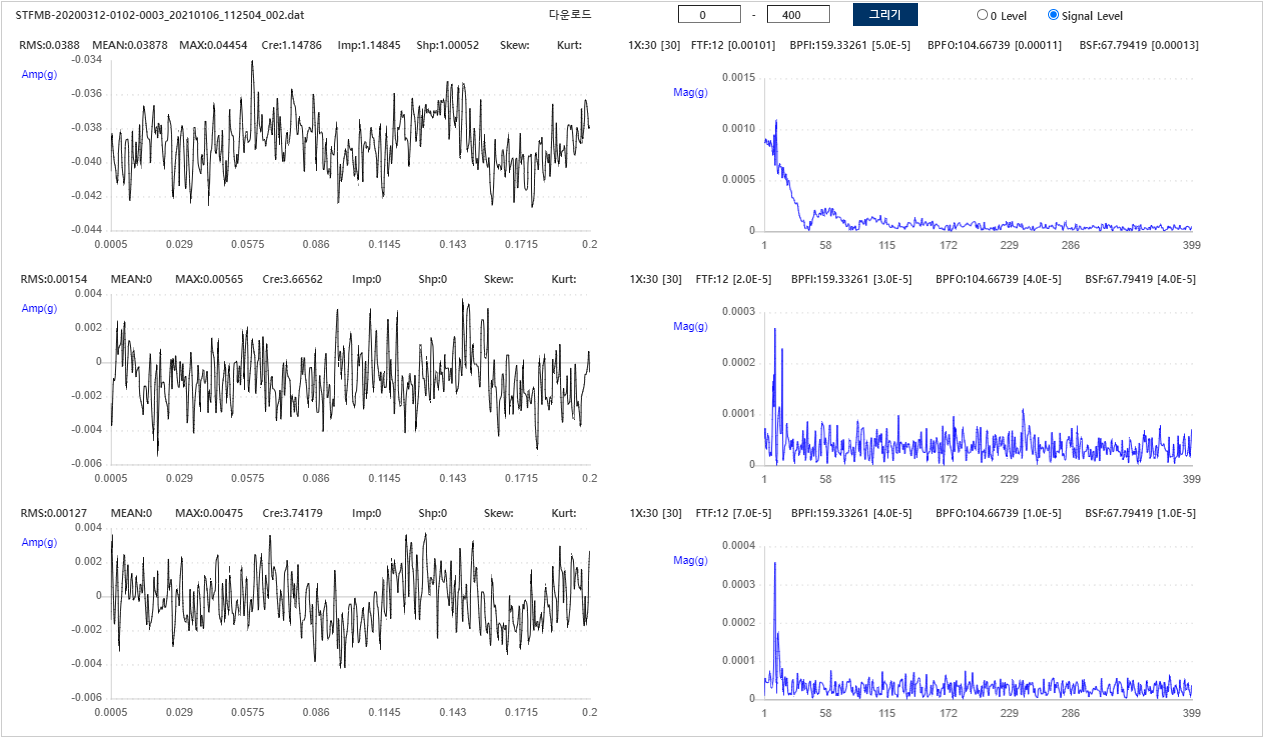 STFMB-20200312-0102-0003_20210106_112504_002.dat 다운로드 0 - 400 그리기 0 Level Signal Level
RMS:0.0388 MEAN:0.03878 MAX:0.04454 Cre:1.14786 Imp:1.14845 Shp:1.00052 Skew: Kurt:
Amp(g)
-0.034
-0.036
-0.038
-0.040
-0.042
-0.044
0.0005 0.029 0.0575 0.086 0.1145 0.143 0.1715 0.2
1X:30 [30] FTF:12 [0.00101] BPFI:159.33261 [5.0E-5] BPFO:104.66739 [0.00011] BSF:67.79419 [0.00013]
Mag(g)
0.0015
0.0010
0.0005
0
1 58 115 172 229 286 399
RMS:0.00154 MEAN:0 MAX:0.00565 Cre:3.66562 Imp:0 Shp:0 Skew: Kurt:
Amp(g)
0.004
0.002
0
-0.002
-0.004
-0.006
0.0005 0.029 0.0575 0.086 0.1145 0.143 0.1715 0.2
1X:30 [30] FTF:12 [2.0E-5] BPFI:159.33261 [3.0E-5] BPFO:104.66739 [4.0E-5] BSF:67.79419 [4.0E-5]
Mag(g)
0.0003
0.0002
0.0001
0
1 58 115 172 229 286 399
RMS:0.00127 MEAN:0 MAX:0.00475 Cre:3.74179 Imp:0 Shp:0 Skew: Kurt:
Amp(g)
0.004
0.002
0
-0.002
-0.004
-0.006
0.0005 0.029 0.0575 0.086 0.1145 0.143 0.1715 0.2
1X:30 [30] FTF:12 [7.0E-5] BPFI:159.33261 [4.0E-5] BPFO:104.66739 [1.0E-5] BSF:67.79419 [1.0E-5]
Mag(g)
0.0004
0.0003
0.0002
0.0001
0
1 58 115 172 229 286 399